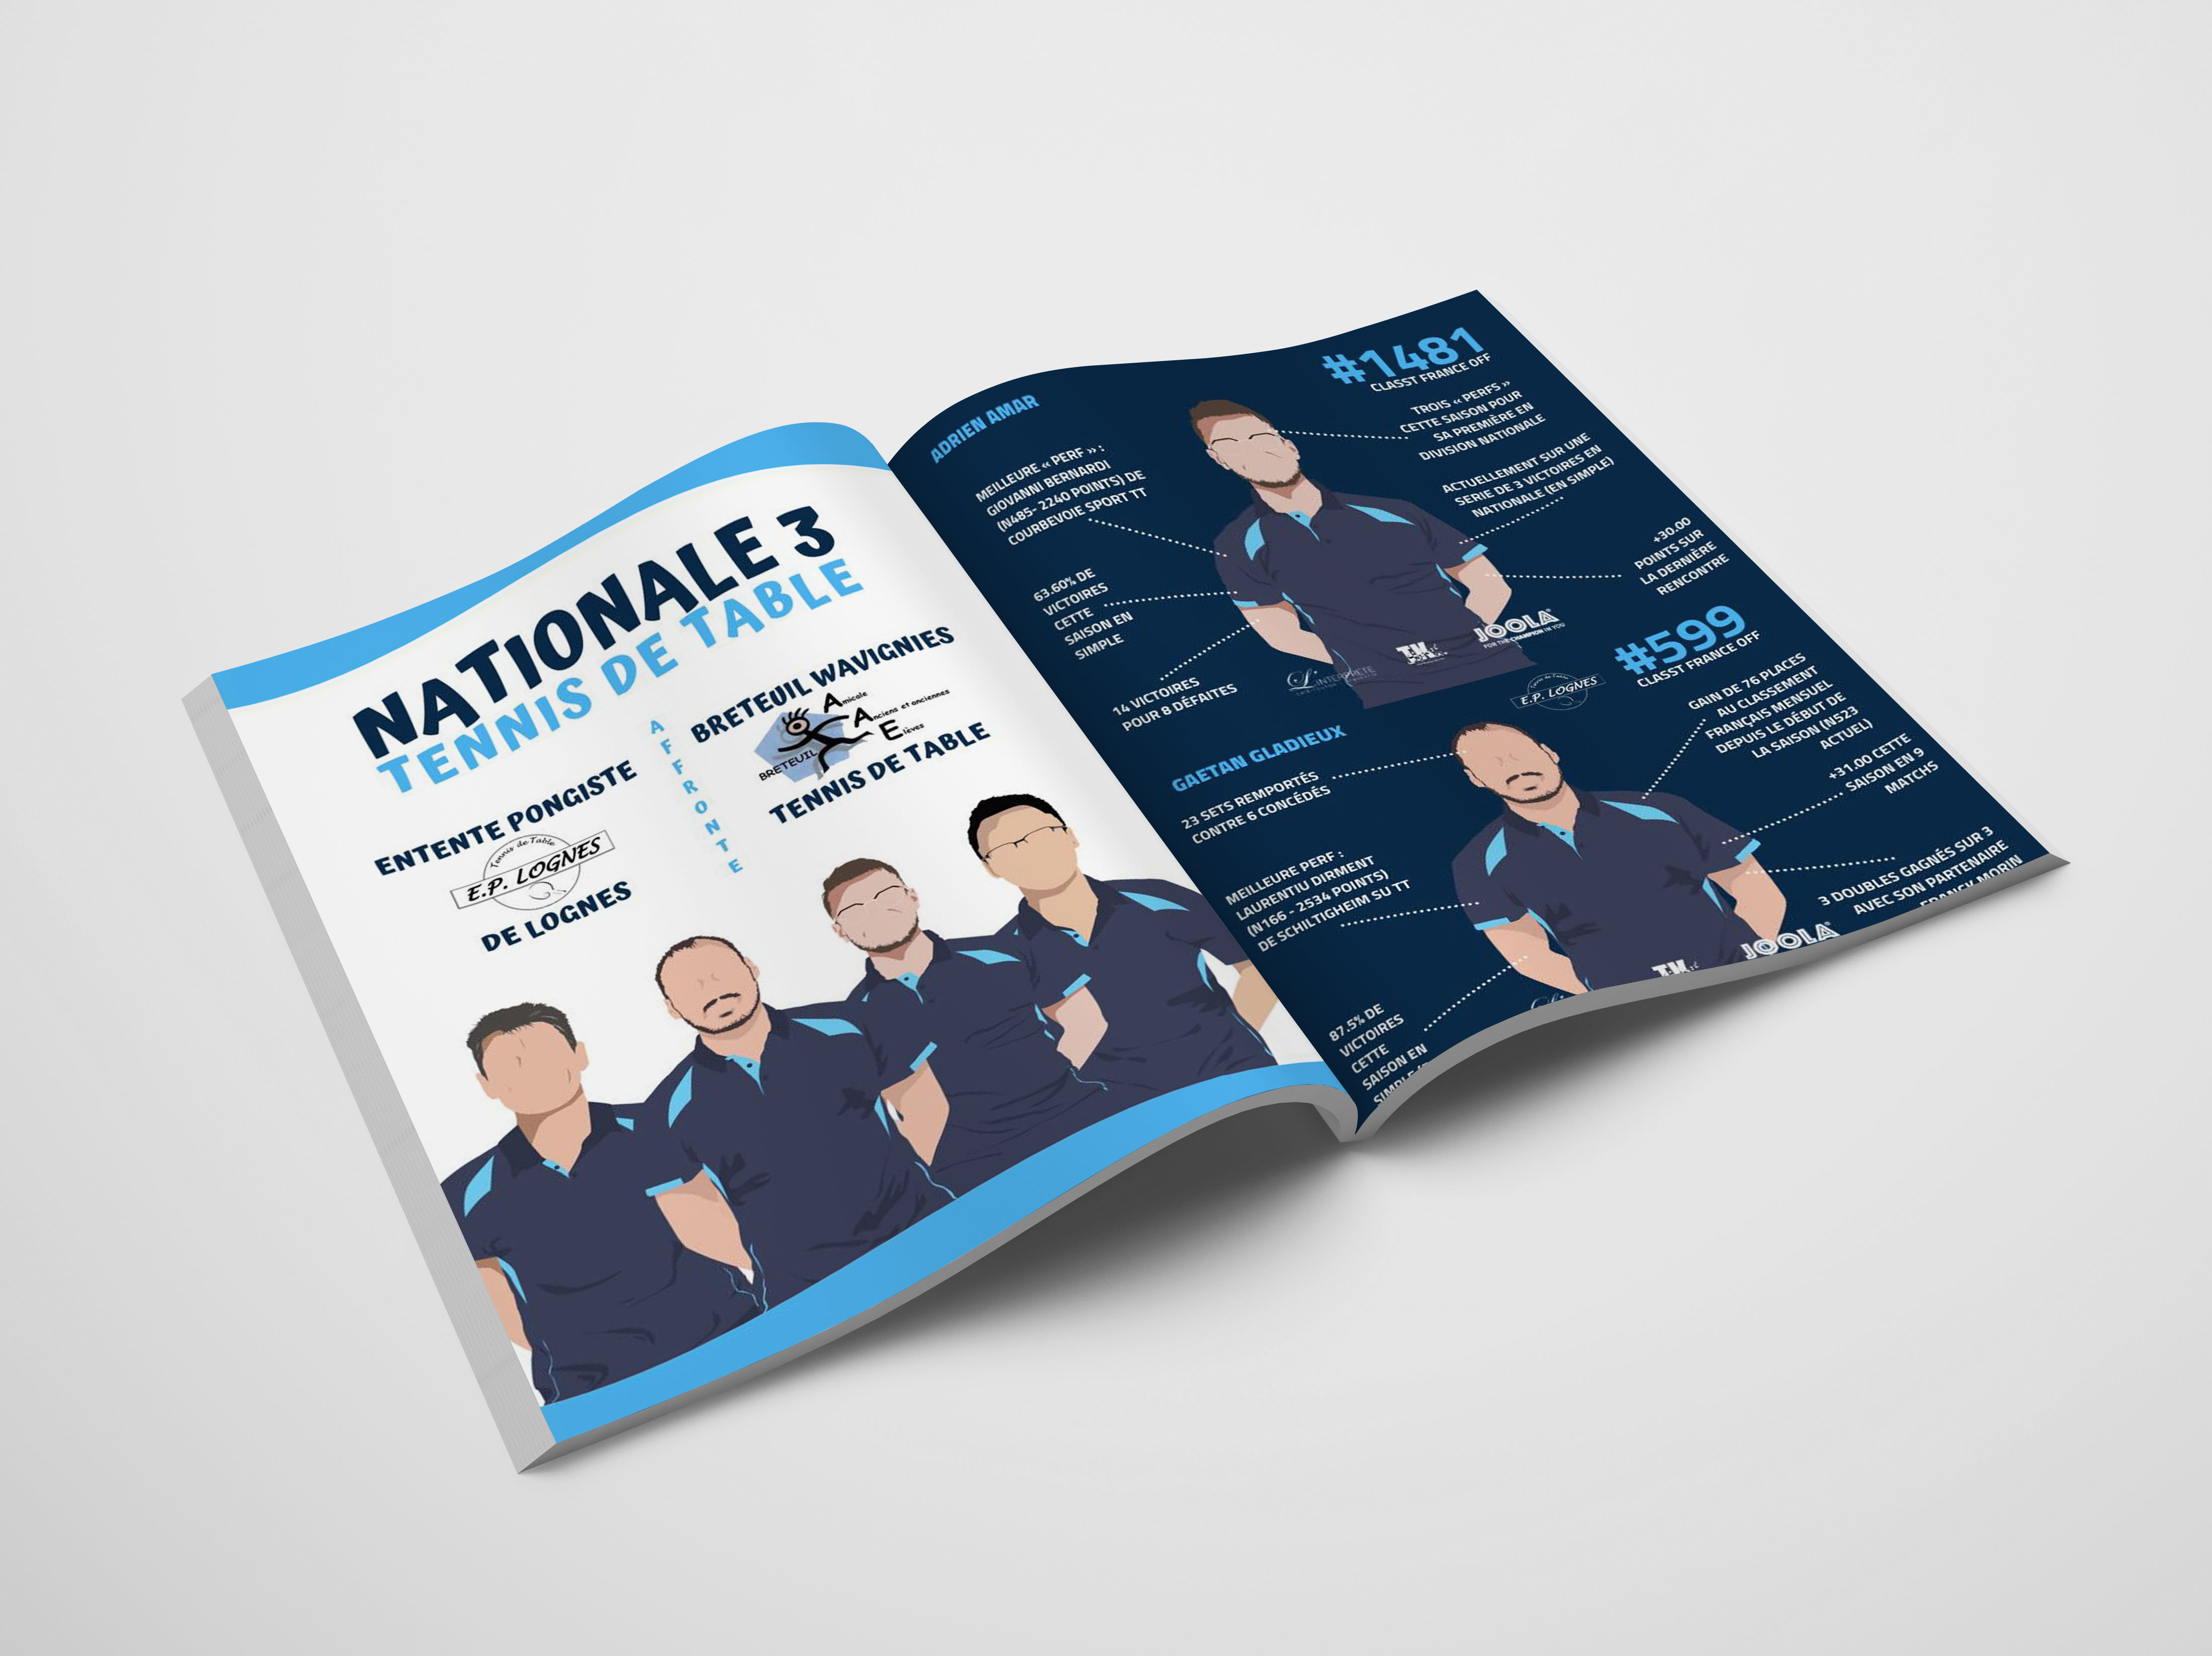 NATIONALE 3
TENNIS DE TABLE
ENTENTE PONGISTE
Tennis de Table
E.P. LOGNES
DE LOGNES
AFFRONTE
BRETEUIL WAVIGNIES
Amicale
Anciens et anciennes
Elèves
BRETEUIL
TENNIS DE TABLE
ADRIEN AMAR
#1481
CLASST FRANCE OFF
MEILLEURE « PERF » :
GIOVANNI BERNARDI
(N485- 2240 POINTS) DE
COURBEVOIE SPORT TT
63.60% DE
VICTOIRES
CETTE
SAISON EN
SIMPLE
14 VICTOIRES
POUR 8 DÉFAITES
TROIS « PERFS »
CETTE SAISON POUR
SA PREMIÈRE EN
DIVISION NATIONALE
ACTUELLEMENT SUR UNE
SERIE DE 3 VICTOIRES EN
NATIONALE (EN SIMPLE)
+30.00
POINTS SUR
LA DERNIÈRE
RENCONTRE
L'INTERPRETE
JOOLA
FOR THE CHAMPION IN YOU
E.P. LOGNES
GAETAN GLADIEUX
#599
CLASST FRANCE OFF
23 SETS REMPORTÉS
CONTRE 6 CONCÉDÉS
MEILLEURE PERF :
LAURENTIU DIRMENT
(N166 - 2534 POINTS)
DE SCHILTIGHEIM SU TT
87.5% DE
VICTOIRES
CETTE
SAISON EN
GAIN DE 76 PLACES
AU CLASSEMENT
FRANÇAIS MENSUEL
DEPUIS LE DÉBUT DE
LA SAISON (N523
ACTUEL)
+31.00 CETTE
SAISON EN 9
MATCHS
3 DOUBLES GAGNÉS SUR 3
AVEC SON PARTENAIRE
FRANCK MORIN
JOOLA